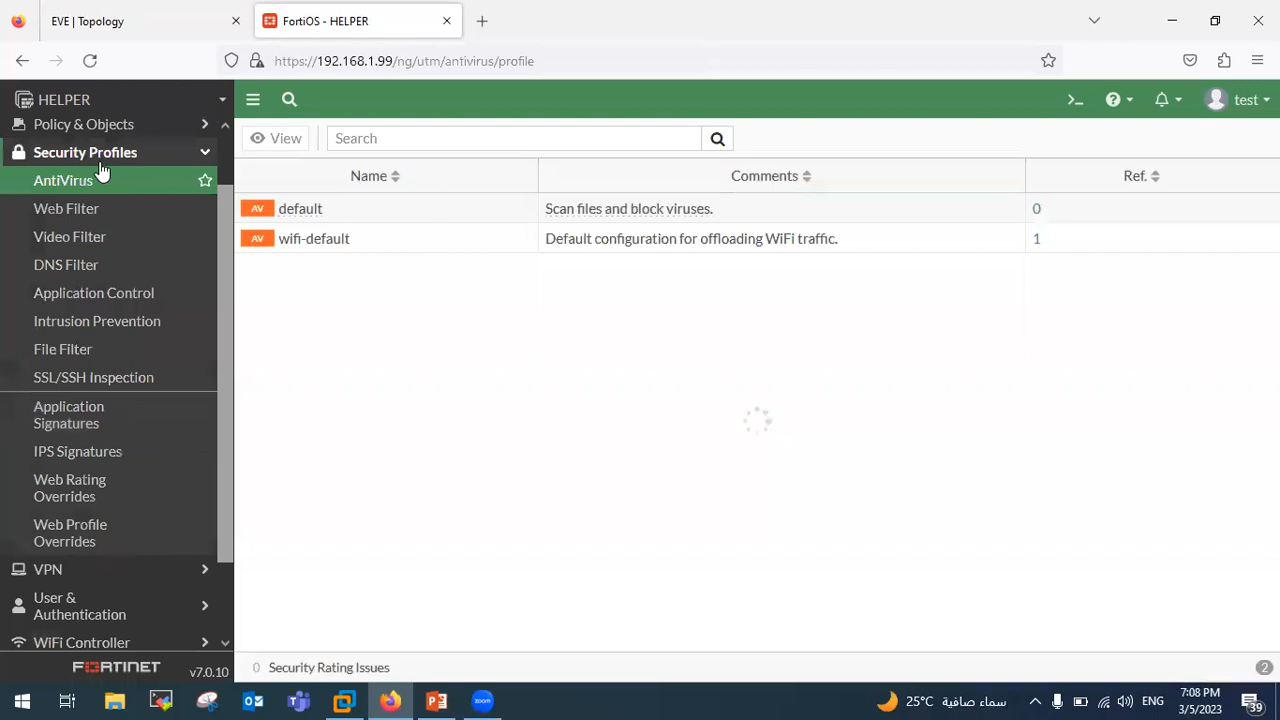 EVE | Topology
FortiOS - HELPER
https://192.168.1.99/ng/utm/antivirus/profile
HELPER
test
Policy & Objects
Security Profiles
AntiVirus
Web Filter
Video Filter
DNS Filter
Application Control
Intrusion Prevention
File Filter
SSL/SSH Inspection
Application
Signatures
IPS Signatures
Web Rating
Overrides
Web Profile
Overrides
VPN
User &
Authentication
WiFi Controller
FORTINET
v7.0.10
View
Search
Name
Comments
Ref.
AV default
Scan files and block viruses.
0
AV wifi-default
Default configuration for offloading WiFi traffic.
1
0 Security Rating Issues
2
25°C سماء صافية
ENG
7:08 PM
3/5/2023
39